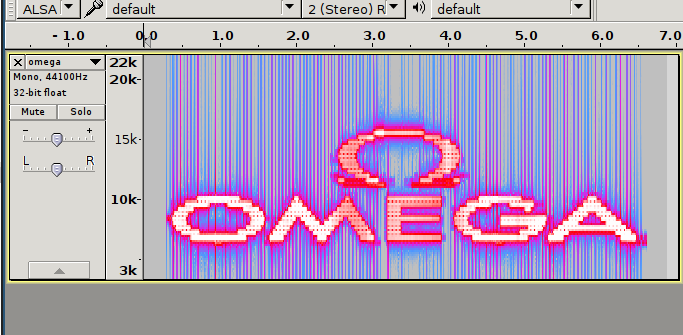 ALSA default 2 (Stereo) R default
- 1.0 0.0 1.0 2.0 3.0 4.0 5.0 6.0 7.0
× omega
Mono, 44100Hz
32-bit float
Mute Solo
- +
L R
22k
20k-
15k-
10k-
3k
Ω
OMEGA